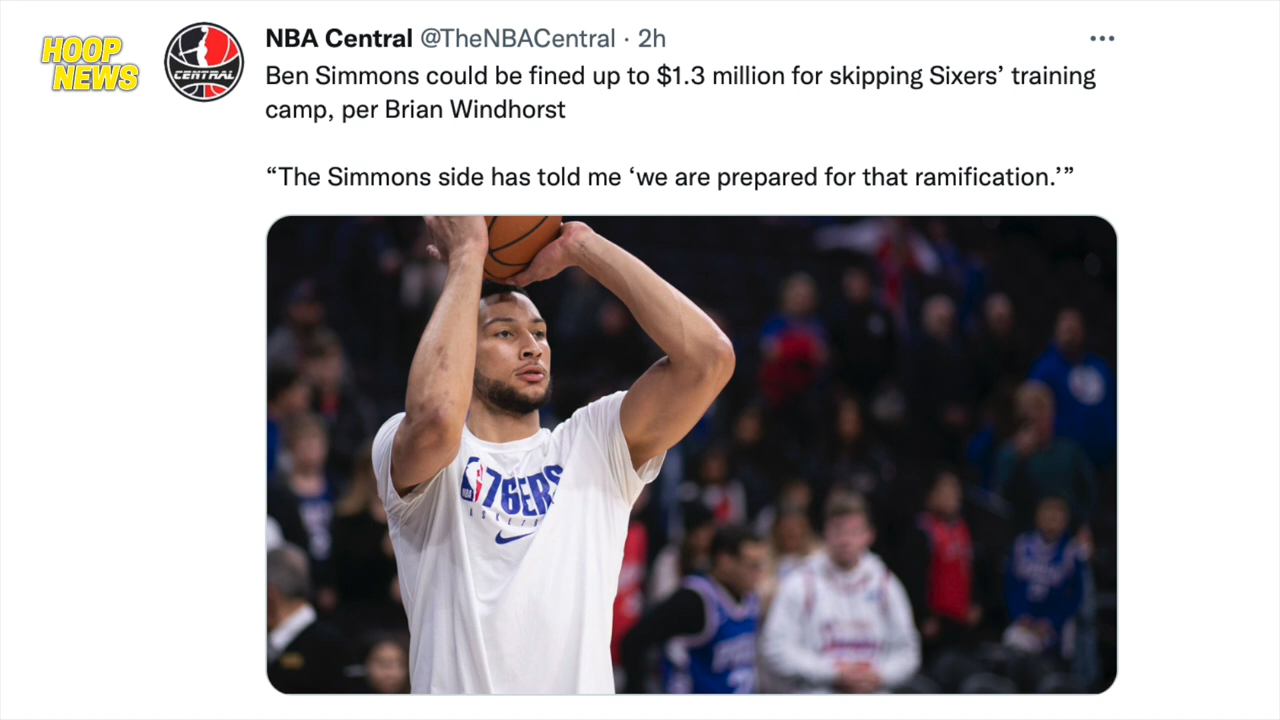 HOOP
NEWS
CENTRAL
NBA Central @TheNBACentral · 2h
Ben Simmons could be fined up to $1.3 million for skipping Sixers’ training
camp, per Brian Windhorst
“The Simmons side has told me ‘we are prepared for that ramification.’”
NBA
76ERS